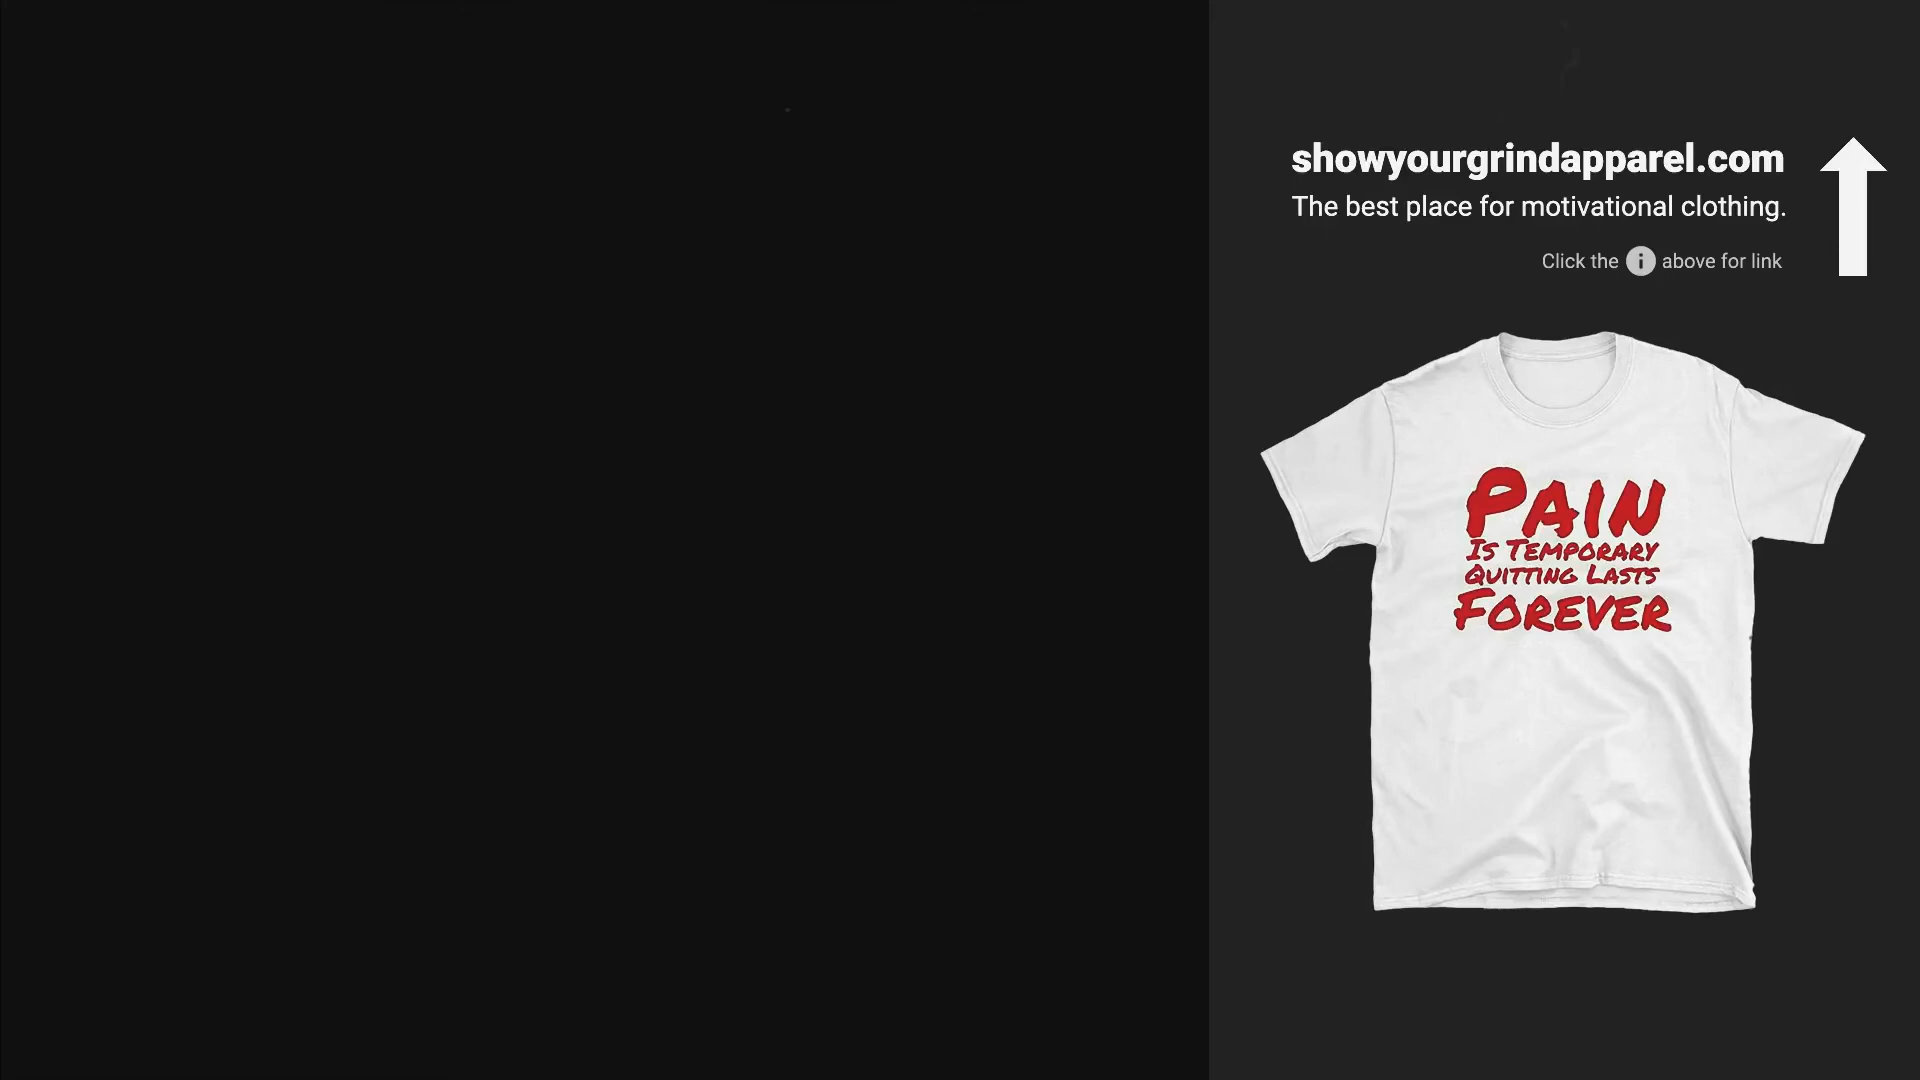 showyourgrindapparel.com
The best place for motivational clothing.
Click the i above for link
PAIN
IS TEMPORARY
QUITTING LASTS
FOREVER